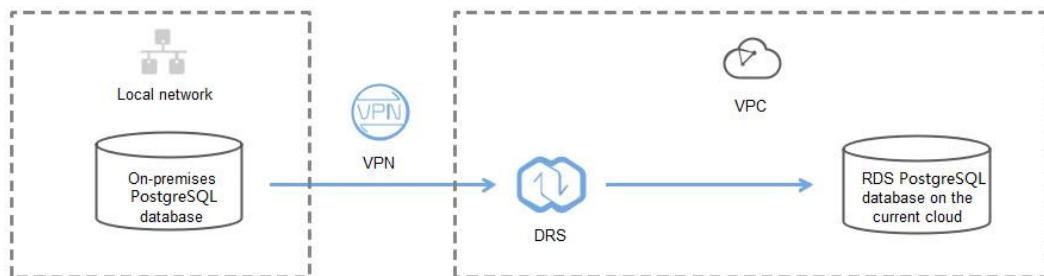 Local network
On-premises
PostgreSQL
database
VPN
VPN
DRS
VPC
RDS PostgreSQL
database on the
current cloud